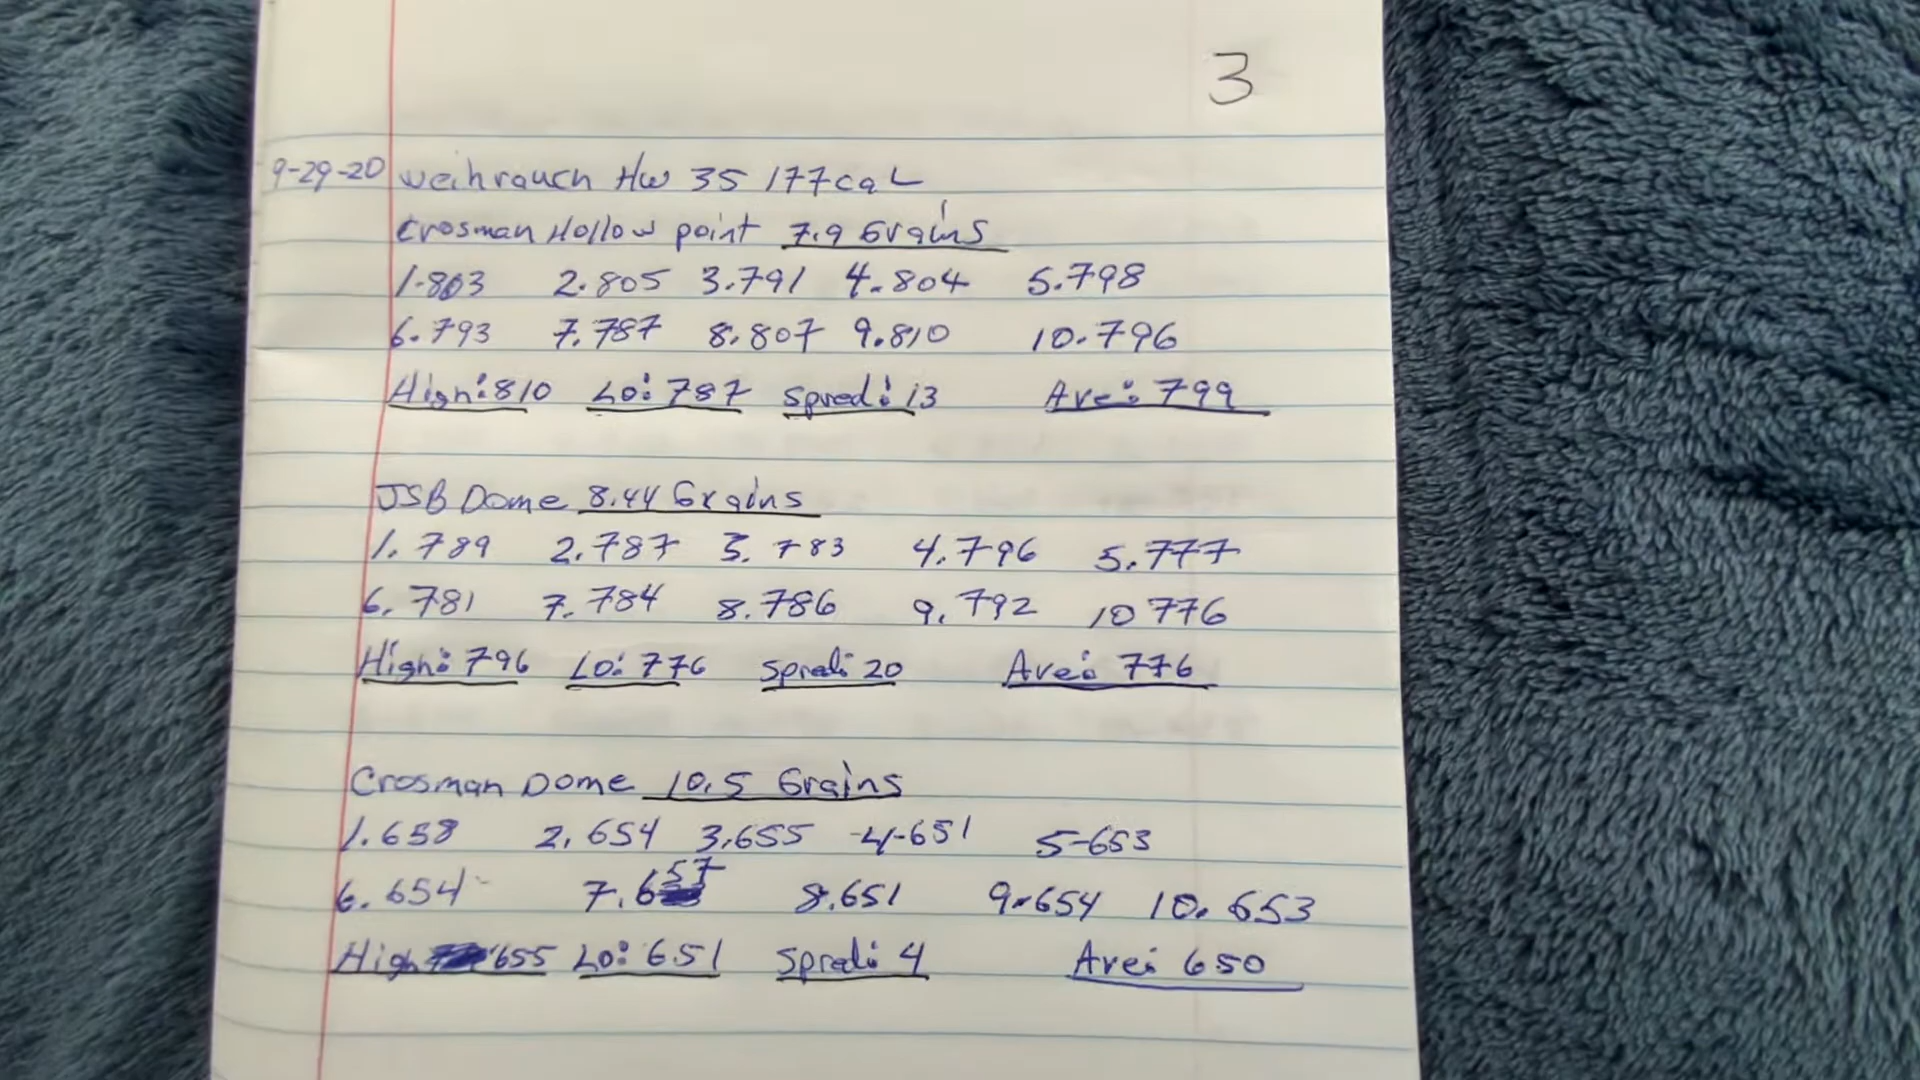 3
9-29-20 Weihrauch HW 35 177 cal
Crosman Hollow point 7.9 Grains
1.803 2.805 3.791 4.804 5.798
6.793 7.787 8.807 9.810 10.796
High:810 Lo:787 Spred:13 Ave:799
JSB Dome 8.44 Grains
1.789 2.787 3.783 4.796 5.777
6.781 7.784 8.786 9.792 10 776
High:796 Lo:776 Spred:20 Ave:776
Crosman Dome 10.5 Grains
1.658 2.654 3.655 4-651 5-653
6.654 7.657 8.651 9.654 10.653
High 655 Lo:651 Spred:4 Ave:650